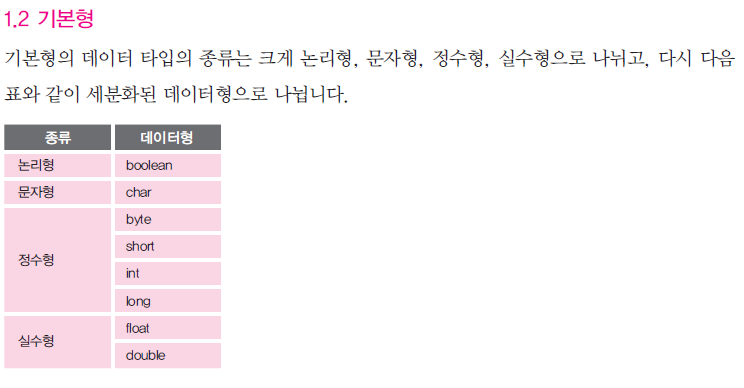 1.2 기본형
기본형의 데이터 타입의 종류는 크게 논리형, 문자형, 정수형, 실수형으로 나뉘고, 다시 다음
표와 같이 세분화된 데이터형으로 나뉩니다.
종류 데이터형
논리형 boolean
문자형 char
정수형 byte
short
int
long
실수형 float
double